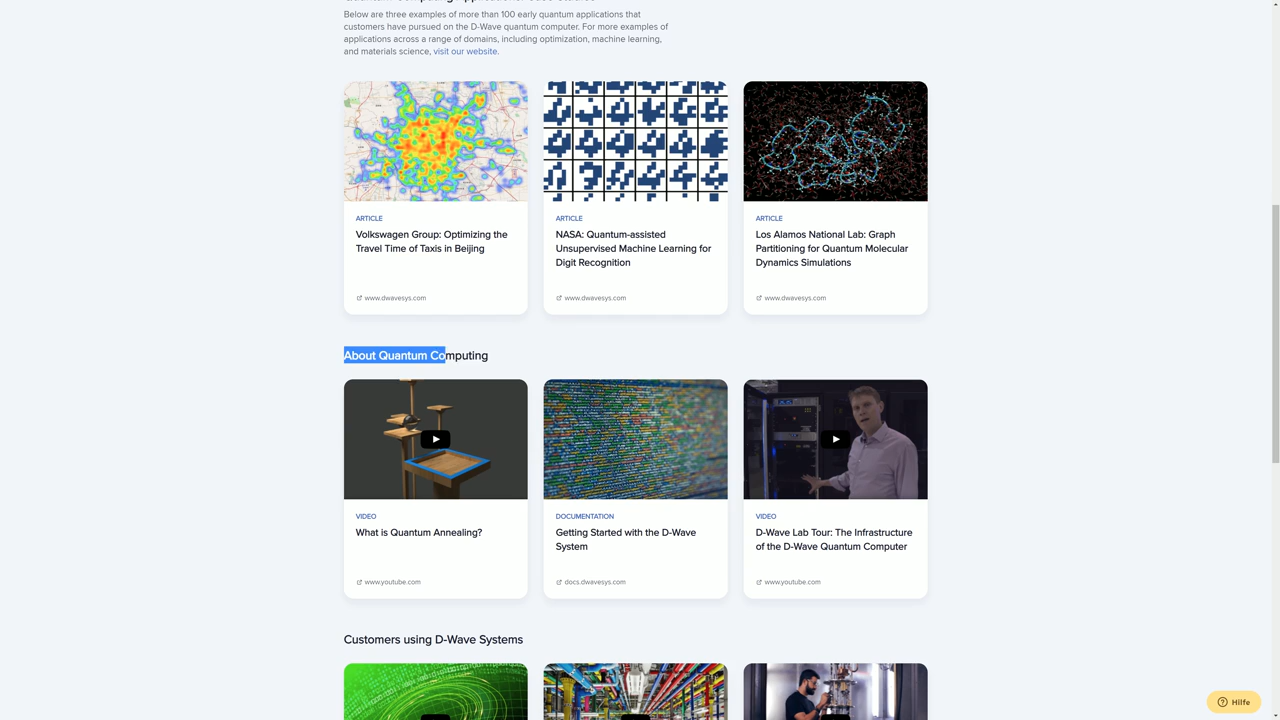 Below are three examples of more than 100 early quantum applications that
customers have pursued on the D-Wave quantum computer. For more examples of
applications across a range of domains, including optimization, machine learning,
and materials science, visit our website.
ARTICLE
Volkswagen Group: Optimizing the
Travel Time of Taxis in Beijing
www.dwavesys.com
ARTICLE
NASA: Quantum-assisted
Unsupervised Machine Learning for
Digit Recognition
www.dwavesys.com
ARTICLE
Los Alamos National Lab: Graph
Partitioning for Quantum Molecular
Dynamics Simulations
www.dwavesys.com
About Quantum Computing
VIDEO
What is Quantum Annealing?
www.youtube.com
DOCUMENTATION
Getting Started with the D-Wave
System
docs.dwavesys.com
VIDEO
D-Wave Lab Tour: The Infrastructure
of the D-Wave Quantum Computer
www.youtube.com
Customers using D-Wave Systems
Hilfe